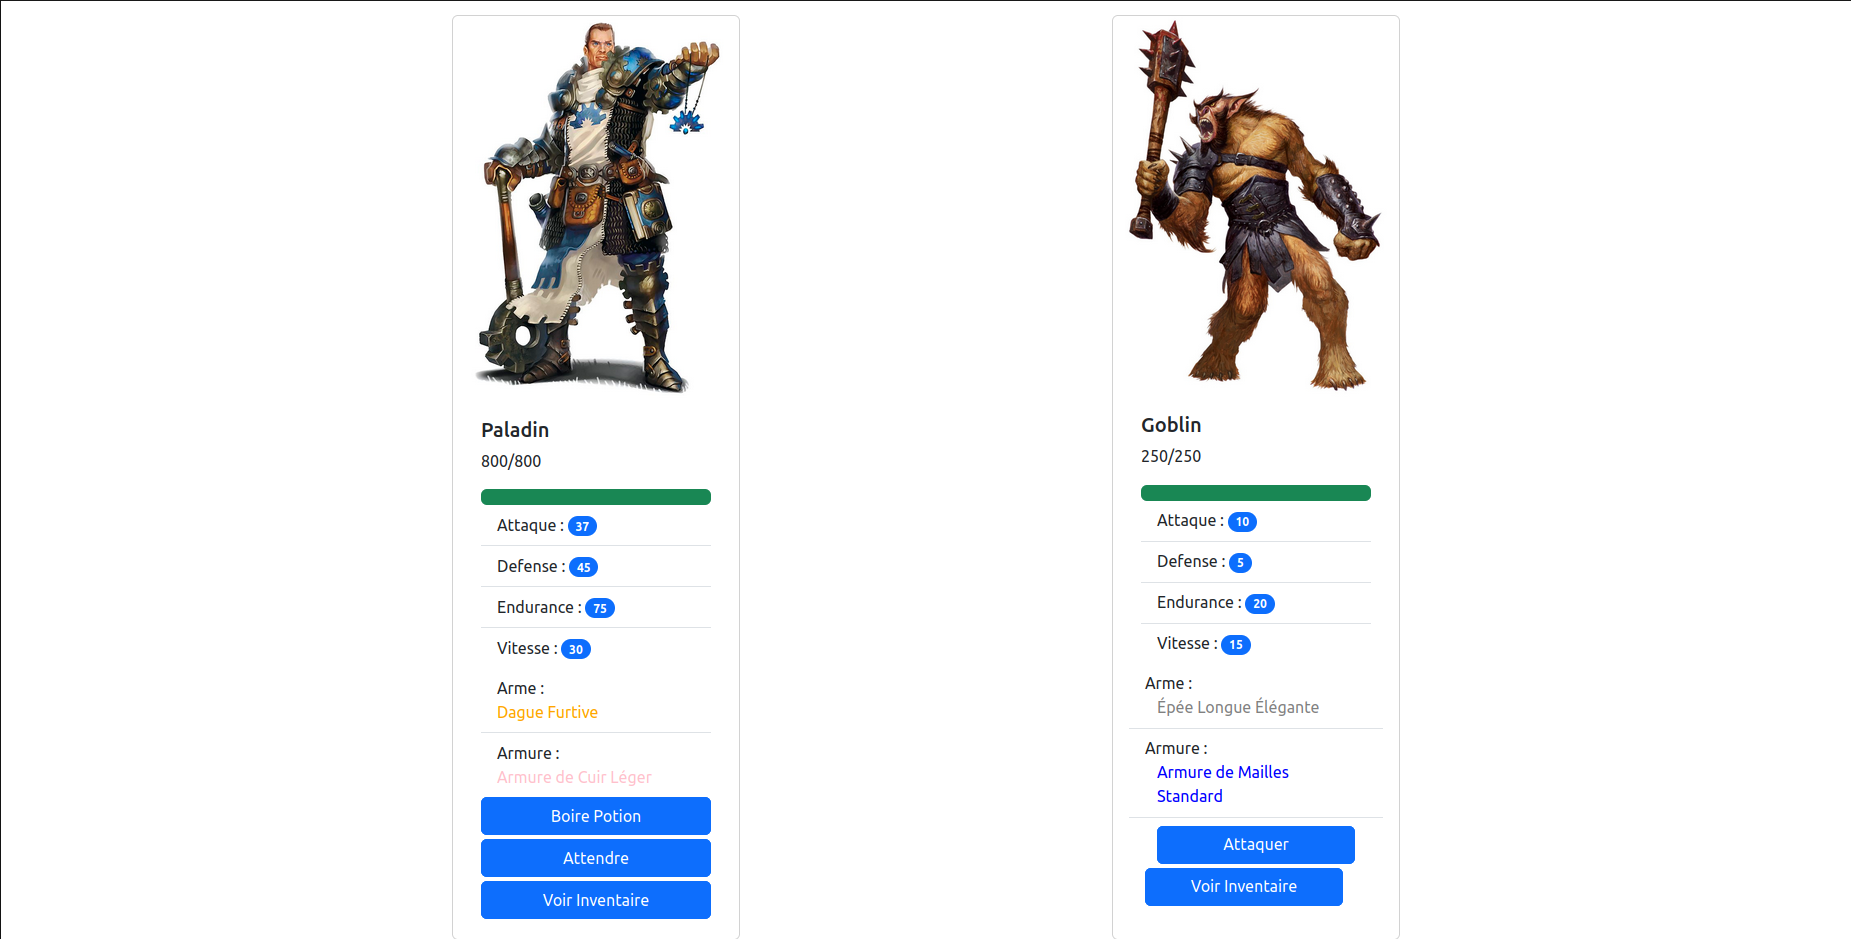 Paladin
800/800
Attaque : 37
Defense : 45
Endurance : 75
Vitesse : 30
Arme :
Dague Furtive
Armure :
Armure de Cuir Léger
Boire Potion
Attendre
Voir Inventaire
Goblin
250/250
Attaque : 10
Defense : 5
Endurance : 20
Vitesse : 15
Arme :
Épée Longue Élégante
Armure :
Armure de Mailles
Standard
Attaquer
Voir Inventaire